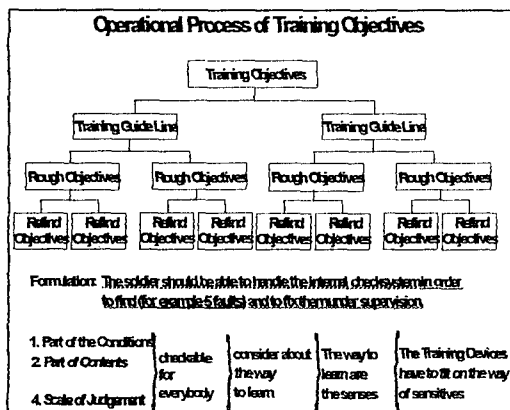 Operational Process of Training Objectives
Training Objectives
Training Guide Line Training Guide Line
Rough Objectives Rough Objectives Rough Objectives Rough Objectives
Refind Refind Refind Refind Refind Refind Refind Refind
Objectives Objectives Objectives Objectives Objectives Objectives Objectives Objectives
Formulation: The soldier should be able to handle the internal checksystem in order
to find (for example 5 faults) and to fix them under supervision.
1. Part of the Conditions
2. Part of Contents
4. Scale of Judgement
checkable
for
everybody
consider about
the way
to learn
The way to
learn are
the senses
The Training Devices
have to fit on the way
of sensitives